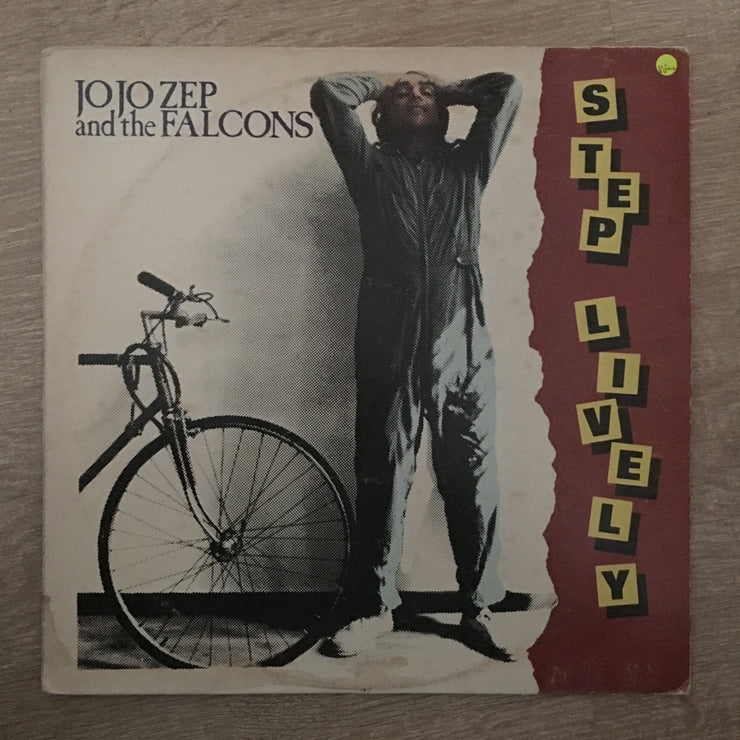 JO JO ZEP
and the FALCONS
STEP
LIVELY